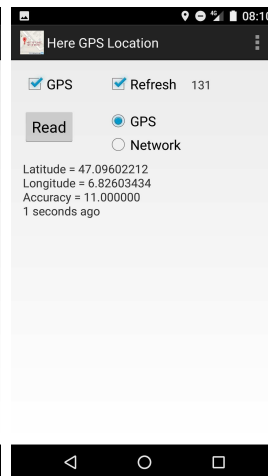 08:10
Here GPS Location
GPS
Refresh 131
Read
GPS
Network
Latitude = 47.09602212
Longitude = 6.82603434
Accuracy = 11.000000
1 seconds ago